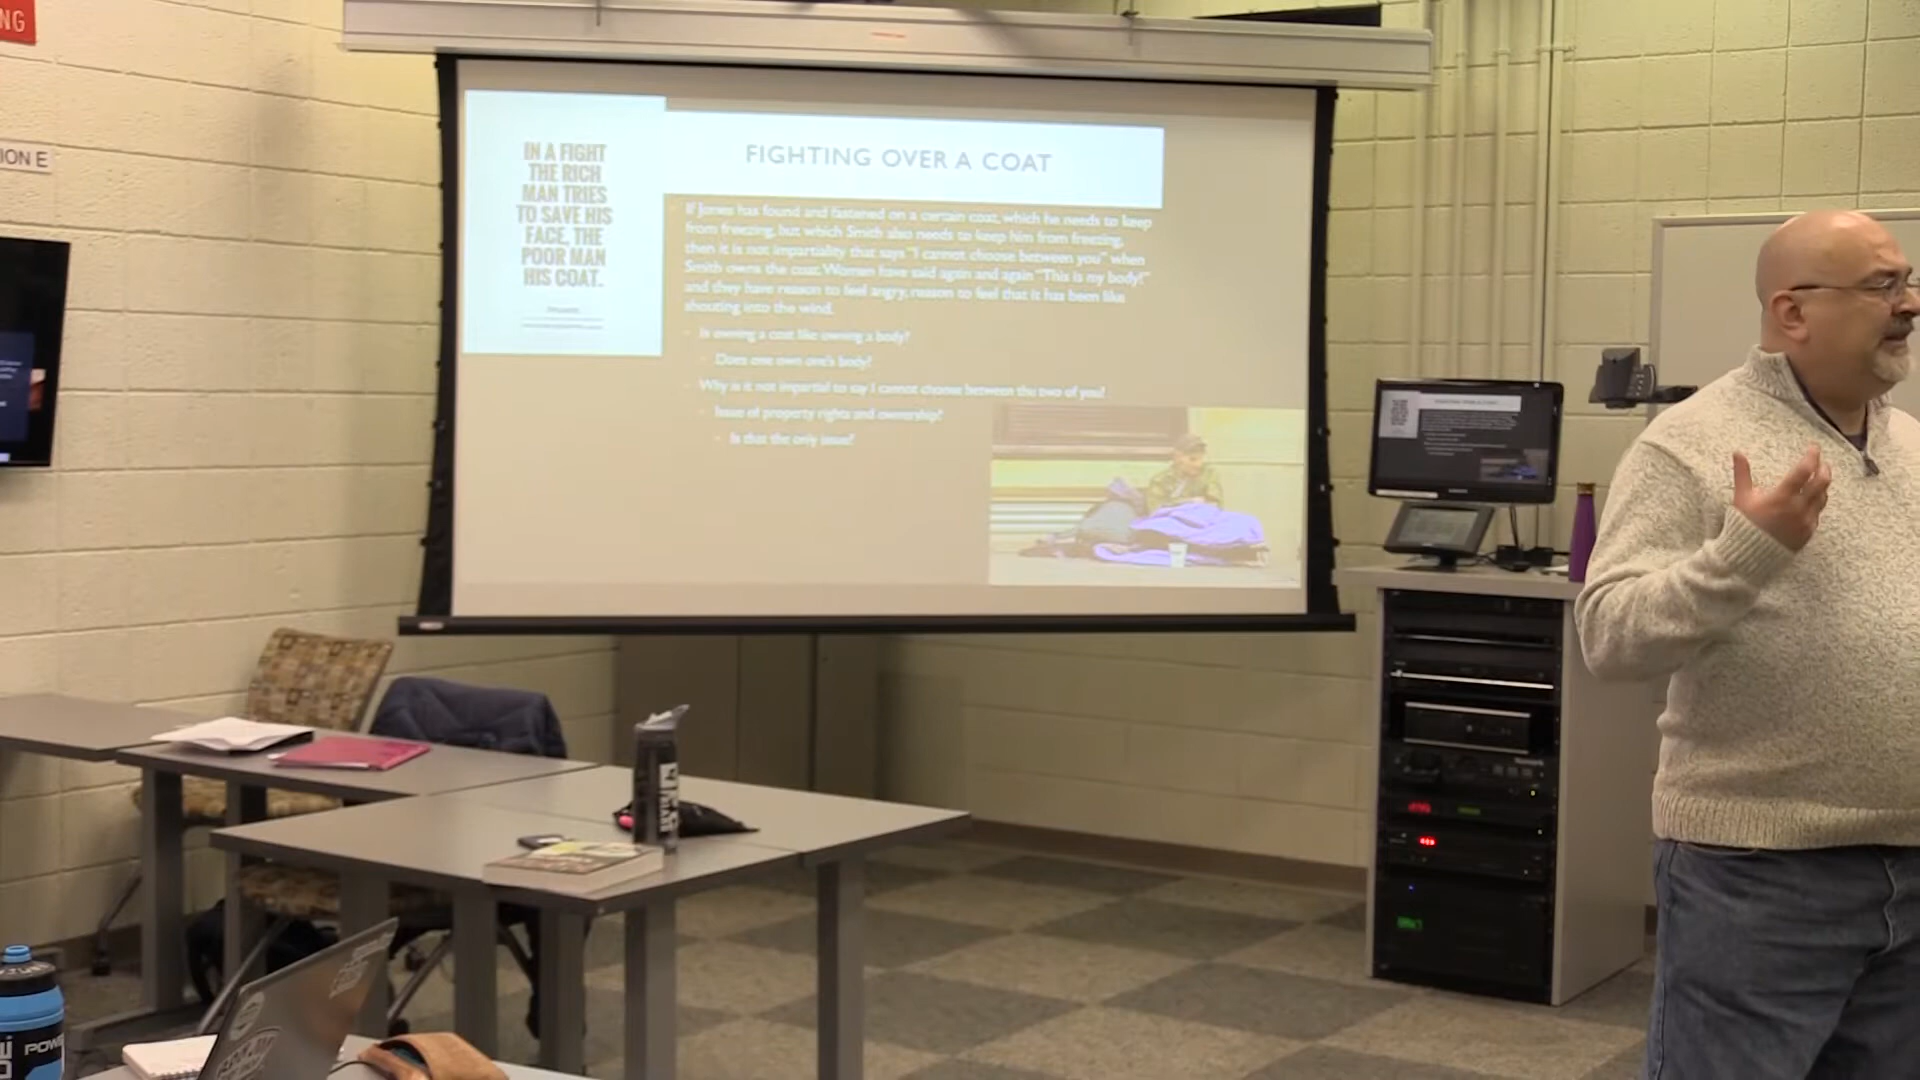 NG
ION E
IN A FIGHT
THE RICH
MAN TRIES
TO SAVE HIS
FACE, THE
POOR MAN
HIS COAT.
FIGHTING OVER A COAT
If Jones has found and fastened on a certain coat, which he needs to keep
from freezing, but which Smith also needs to keep him from freezing,
then it is not impartiality that says "I cannot choose between you" when
Smith owns the coat. Women have said again and again "This is my body!"
and they have reason to feel angry, reason to feel that it has been like
shouting into the wind.
Is owning a coat like owning a body?
Does one own one's body?
Why is it not impartial to say I cannot choose between the two of you?
Issue of property rights and ownership?
Is that the only issue?
FIGHTING OVER A COAT
POW